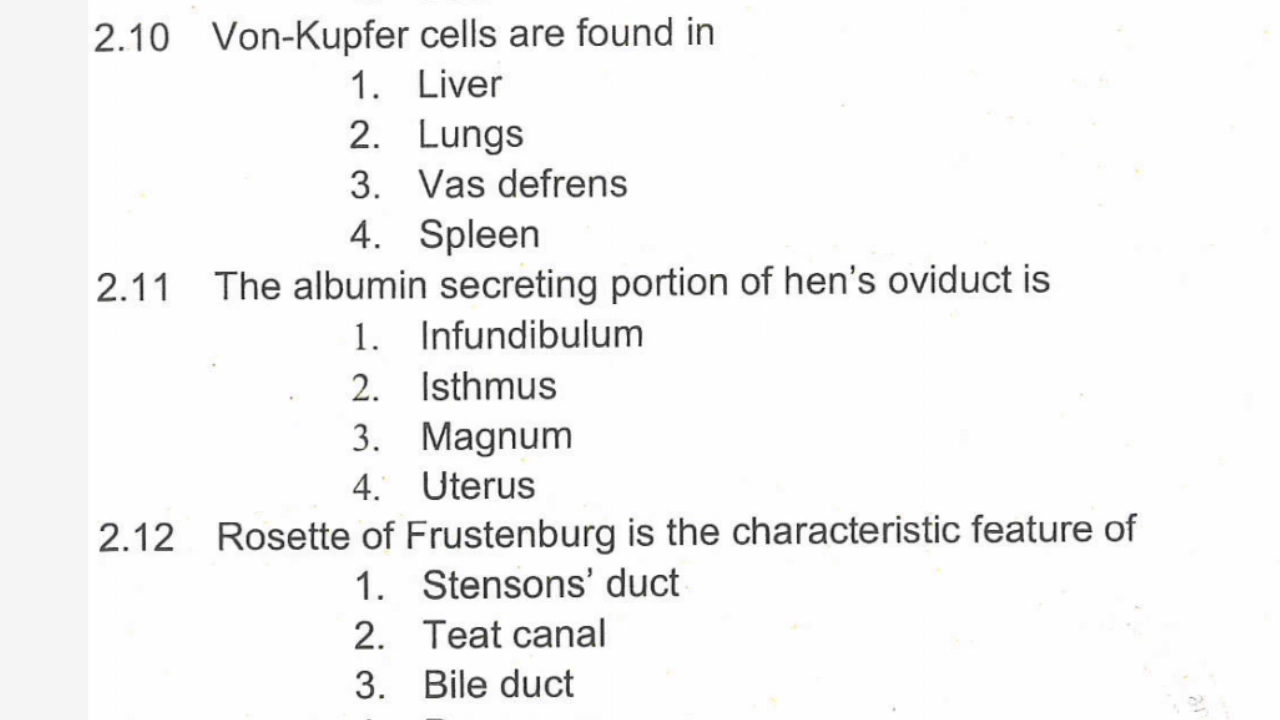 2.10 Von-Kupfer cells are found in
1. Liver
2. Lungs
3. Vas defrens
4. Spleen
2.11 The albumin secreting portion of hen's oviduct is
1. Infundibulum
2. Isthmus
3. Magnum
4. Uterus
2.12 Rosette of Frustenburg is the characteristic feature of
1. Stensons' duct
2. Teat canal
3. Bile duct